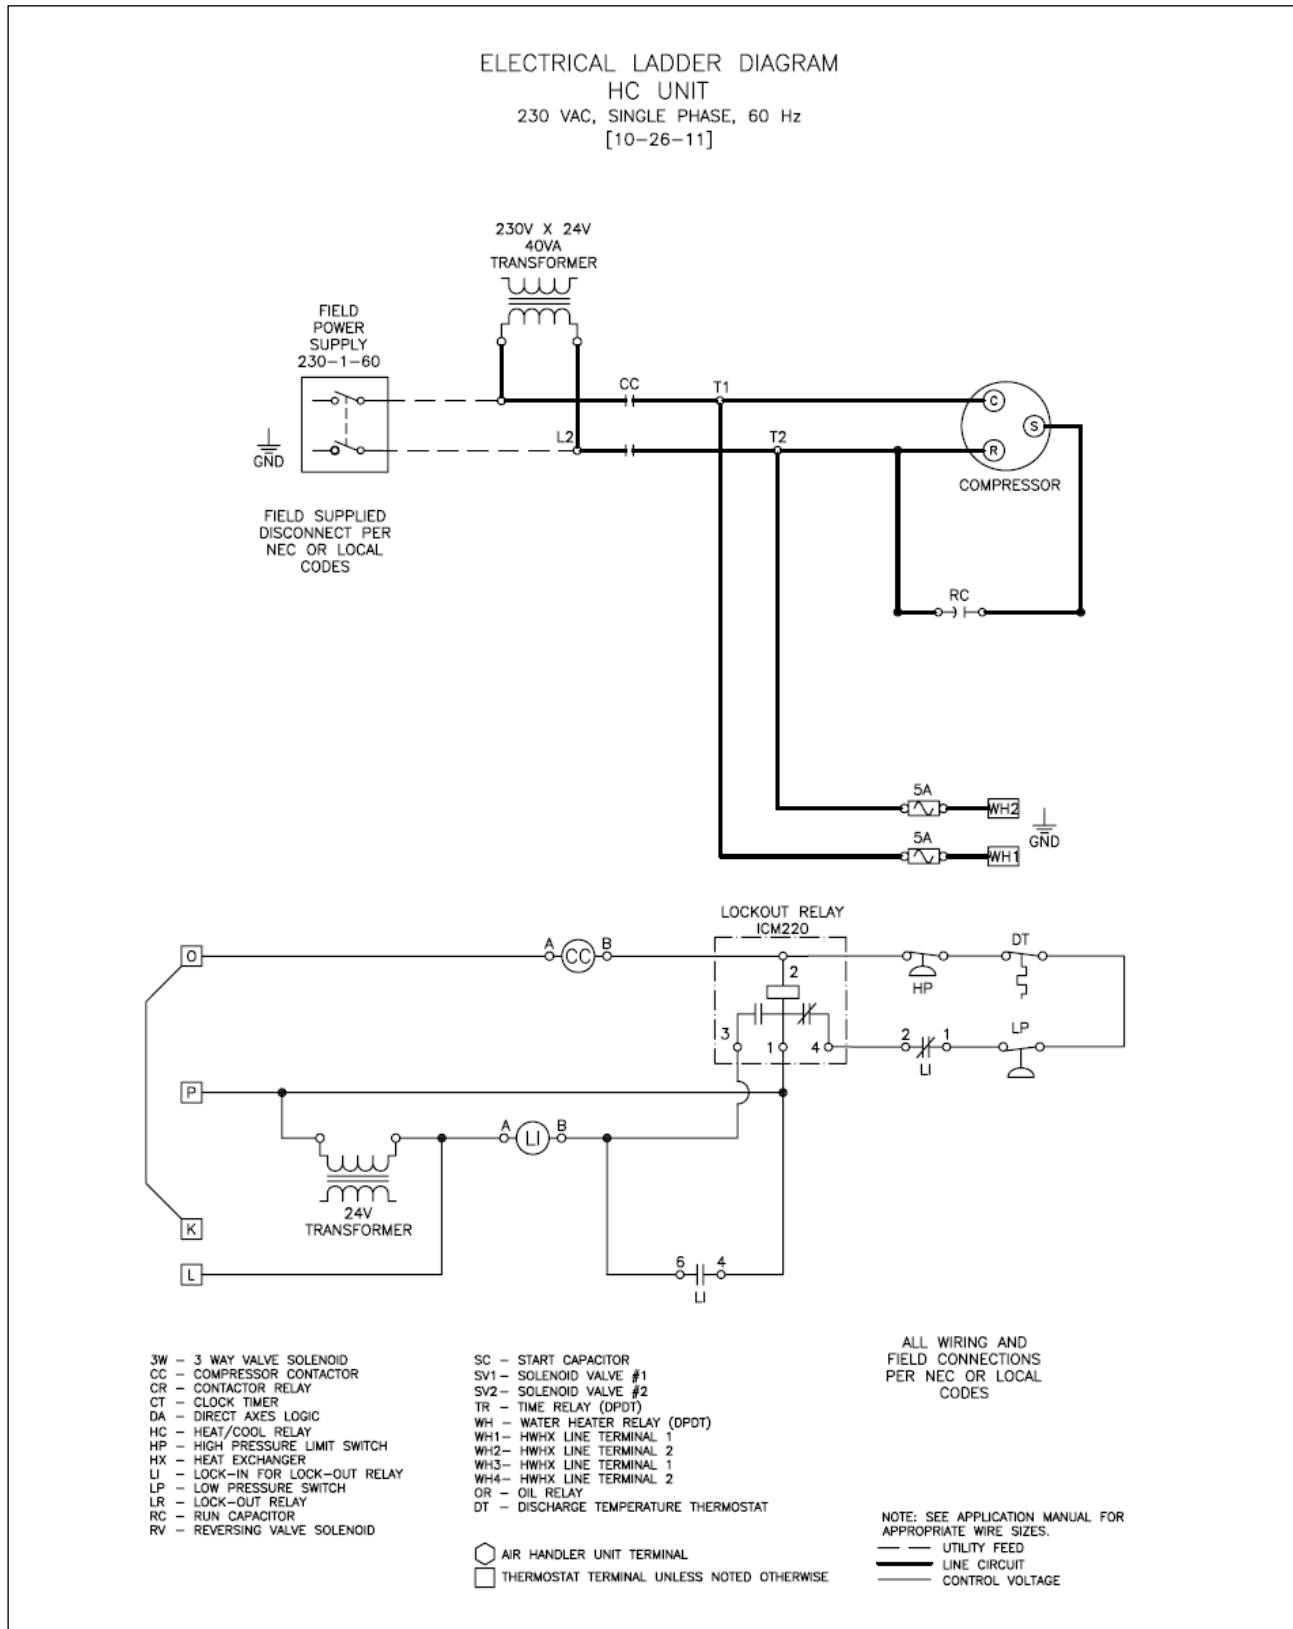 ELECTRICAL LADDER DIAGRAM
HC UNIT
230 VAC, SINGLE PHASE, 60 Hz
[10-26-11]
230V X 24V
40VA
TRANSFORMER
FIELD
POWER
SUPPLY
230-1-60
CC
T1
C
S
L2
T2
R
GND
COMPRESSOR
FIELD SUPPLIED
DISCONNECT PER
NEC OR LOCAL
CODES
RC
5A
WH2
5A
GND
WH1
LOCKOUT RELAY
ICM220
O
A
CC
B
2
HP
DT
3
1
4
2
1
LI
LP
P
A
LI
B
24V
TRANSFORMER
K
L
6
4
LI
3W - 3 WAY VALVE SOLENOID
CC - COMPRESSOR CONTACTOR
CR - CONTACTOR RELAY
CT - CLOCK TIMER
DA - DIRECT AXES LOGIC
HC - HEAT/COOL RELAY
HP - HIGH PRESSURE LIMIT SWITCH
HX - HEAT EXCHANGER
LI - LOCK-IN FOR LOCK-OUT RELAY
LP - LOW PRESSURE SWITCH
LR - LOCK-OUT RELAY
RC - RUN CAPACITOR
RV - REVERSING VALVE SOLENOID
SC - START CAPACITOR
SV1- SOLENOID VALVE #1
SV2- SOLENOID VALVE #2
TR - TIME RELAY (DPDT)
WH - WATER HEATER RELAY (DPDT)
WH1- HWHX LINE TERMINAL 1
WH2- HWHX LINE TERMINAL 2
WH3- HWHX LINE TERMINAL 1
WH4- HWHX LINE TERMINAL 2
OR - OIL RELAY
DT - DISCHARGE TEMPERATURE THERMOSTAT
AIR HANDLER UNIT TERMINAL
THERMOSTAT TERMINAL UNLESS NOTED OTHERWISE
ALL WIRING AND
FIELD CONNECTIONS
PER NEC OR LOCAL
CODES
NOTE: SEE APPLICATION MANUAL FOR
APPROPRIATE WIRE SIZES.
UTILITY FEED
LINE CIRCUIT
CONTROL VOLTAGE